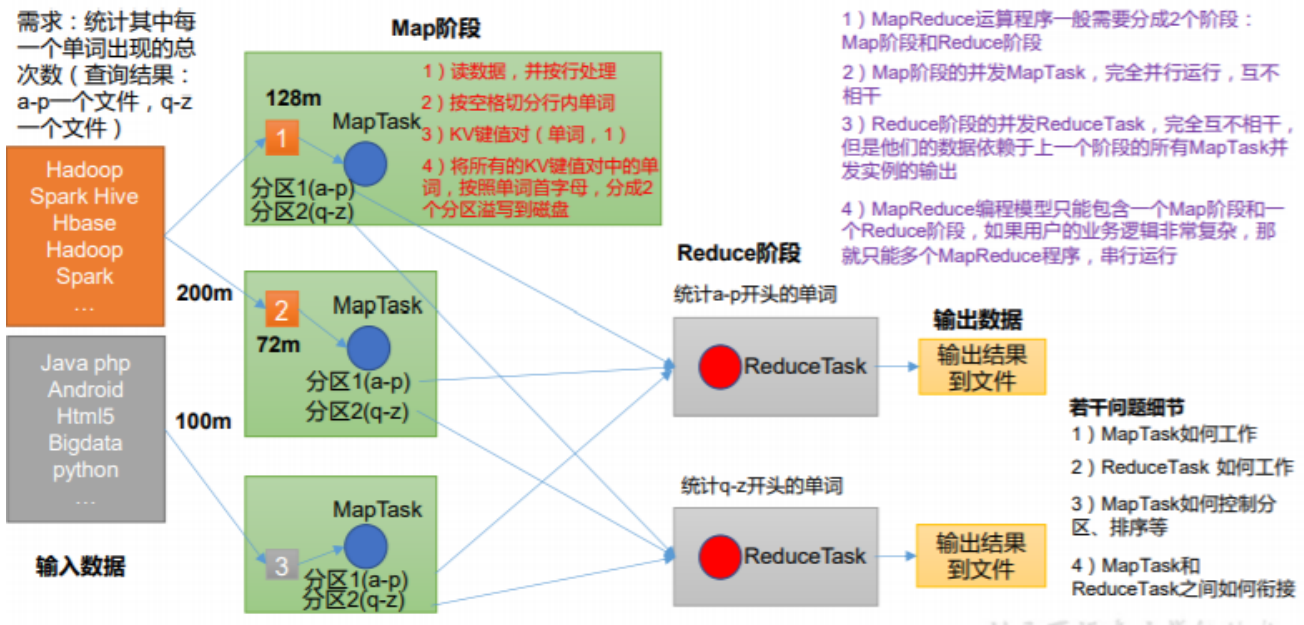 需求：统计其中每
一个单词出现的总
次数（查询结果：
a-p一个文件，q-z
一个文件）
Hadoop
Spark Hive
Hbase
Hadoop
Spark
…
200m
Java php
Android
Html5
Bigdata
python
…
100m
输入数据
Map阶段
128m
1
MapTask
分区1(a-p)
分区2(q-z)
1）读数据，并按行处理
2）按空格切分行内单词
3）KV键值对（单词，1）
4）将所有的KV键值对中的单
词，按照单词首字母，分成2
个分区溢写到磁盘
2
72m
MapTask
分区1(a-p)
分区2(q-z)
3
MapTask
分区1(a-p)
分区2(q-z)
Reduce阶段
统计a-p开头的单词
ReduceTask
统计q-z开头的单词
ReduceTask
输出数据
输出结果
到文件
输出结果
到文件
1）MapReduce运算程序一般需要分成2个阶段：
Map阶段和Reduce阶段
2）Map阶段的并发MapTask，完全并行运行，互不
相干
3）Reduce阶段的并发ReduceTask，完全互不相干，
但是他们的数据依赖于上一个阶段的所有MapTask并
发实例的输出
4）MapReduce编程模型只能包含一个Map阶段和一
个Reduce阶段，如果用户的业务逻辑非常复杂，那
就只能多个MapReduce程序，串行运行
若干问题细节
1）MapTask如何工作
2）ReduceTask 如何工作
3）MapTask如何控制分
区、排序等
4）MapTask和
ReduceTask之间如何衔接